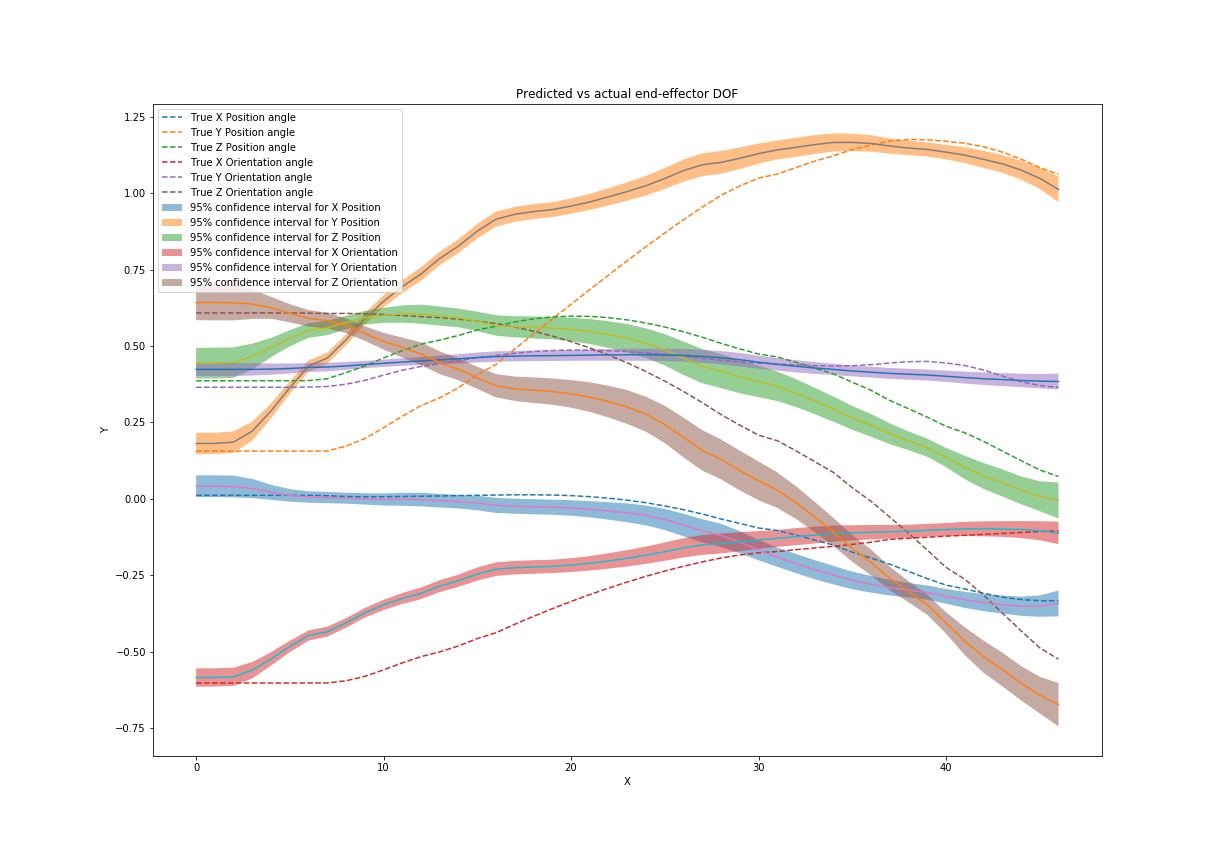 Predicted vs actual end-effector DOF
True X Position angle
True Y Position angle
True Z Position angle
True X Orientation angle
True Y Orientation angle
True Z Orientation angle
95% confidence interval for X Position
95% confidence interval for Y Position
95% confidence interval for Z Position
95% confidence interval for X Orientation
95% confidence interval for Y Orientation
95% confidence interval for Z Orientation
1.25
1.00
0.75
0.50
0.25
0.00
−0.25
−0.50
−0.75
Y
0 10 20 30 40
X